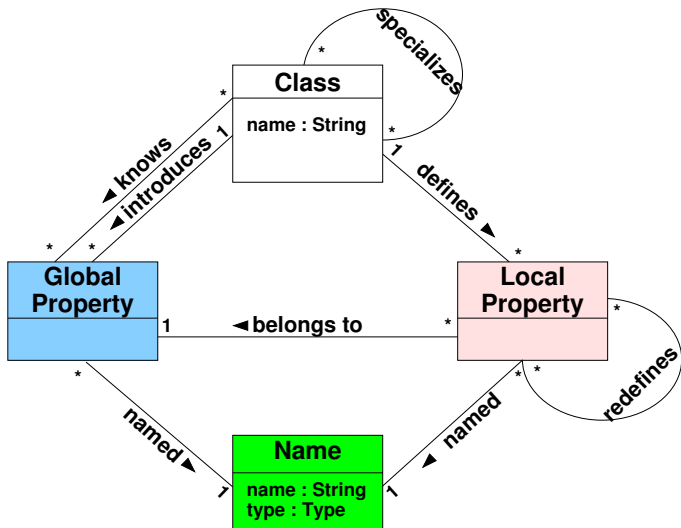 specializes
*
Class
*
name : String
*
1
1
knows
introduces
defines
*
*
*
Global
Property
Local
Property
*
1
belongs to
*
*
*
*
redefines
named
named
Name
1
1
name : String
type : Type